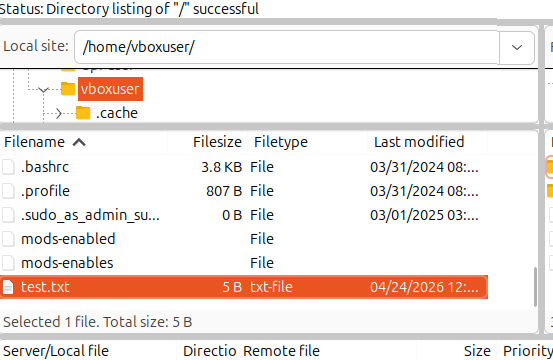 Status: Directory listing of "/" successful
Local site: /home/vboxuser/
vboxuser
.cache
Filename Filesize Filetype Last modified
.bashrc 3.8 KB File 03/31/2024 08:...
.profile 807 B File 03/31/2024 08:...
.sudo_as_admin_su... 0 B File 03/01/2025 03:...
mods-enabled File
mods-enables File
test.txt 5 B txt-file 04/24/2026 12:...
Selected 1 file. Total size: 5 B
Server/Local file Directio Remote file Size Priority